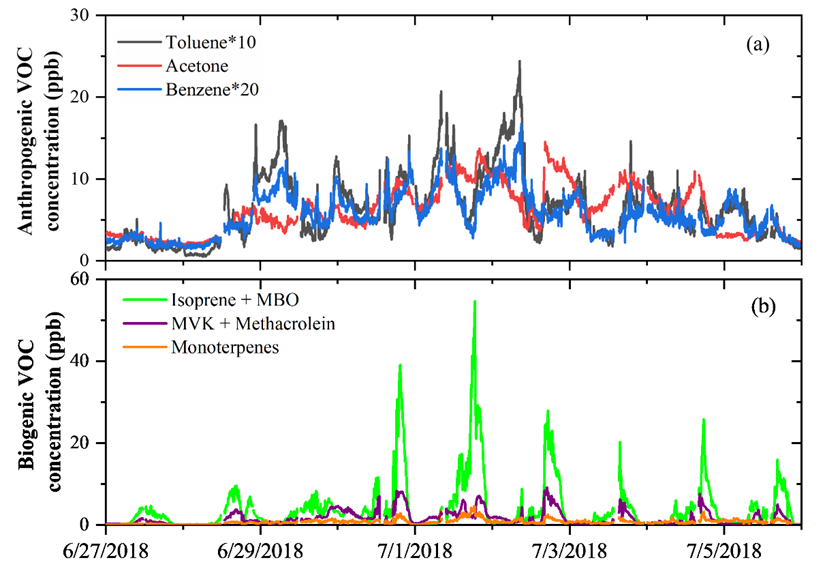 30
20
10
0
Anthropogenic VOC
concentration (ppb)
Toluene*10
Acetone
Benzene*20
(a)
60
40
20
0
Biogenic VOC
concentration (ppb)
Isoprene + MBO
MVK + Methacrolein
Monoterpenes
(b)
6/27/2018
6/29/2018
7/1/2018
7/3/2018
7/5/2018